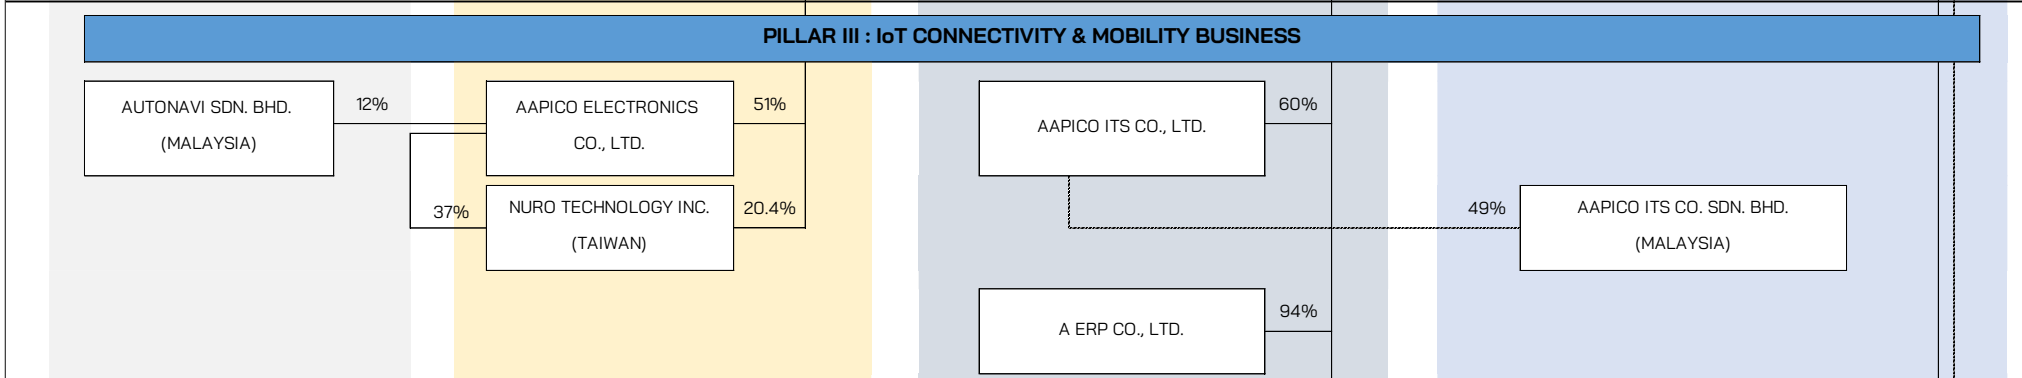 PILLAR III : IoT CONNECTIVITY & MOBILITY BUSINESS
AUTONAVI SDN. BHD.
(MALAYSIA)
12%
AAPICO ELECTRONICS
CO., LTD.
51%
AAPICO ITS CO., LTD.
60%
37%
NURO TECHNOLOGY INC.
(TAIWAN)
20.4%
49%
AAPICO ITS CO. SDN. BHD.
(MALAYSIA)
A ERP CO., LTD.
94%